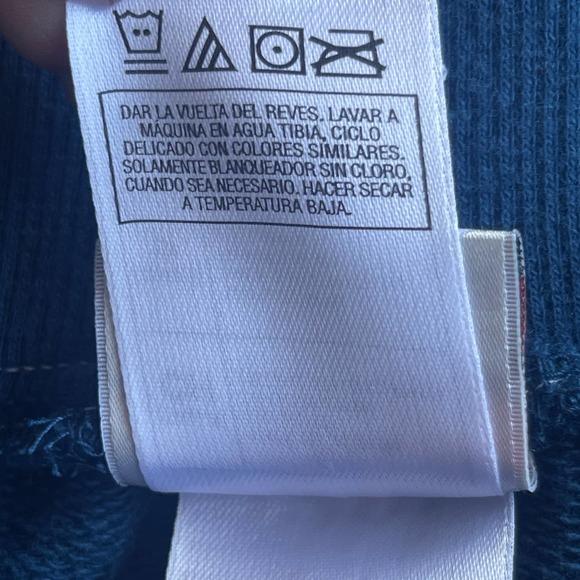 DAR LA VUELTA DEL REVES. LAVAR A
MÁQUINA EN AGUA TIBIA, CICLO
DELICADO CON COLORES SIMILARES.
SOLAMENTE BLANQUEADOR SIN CLORO,
CUANDO SEA NECESARIO. HACER SECAR
A TEMPERATURA BAJA.